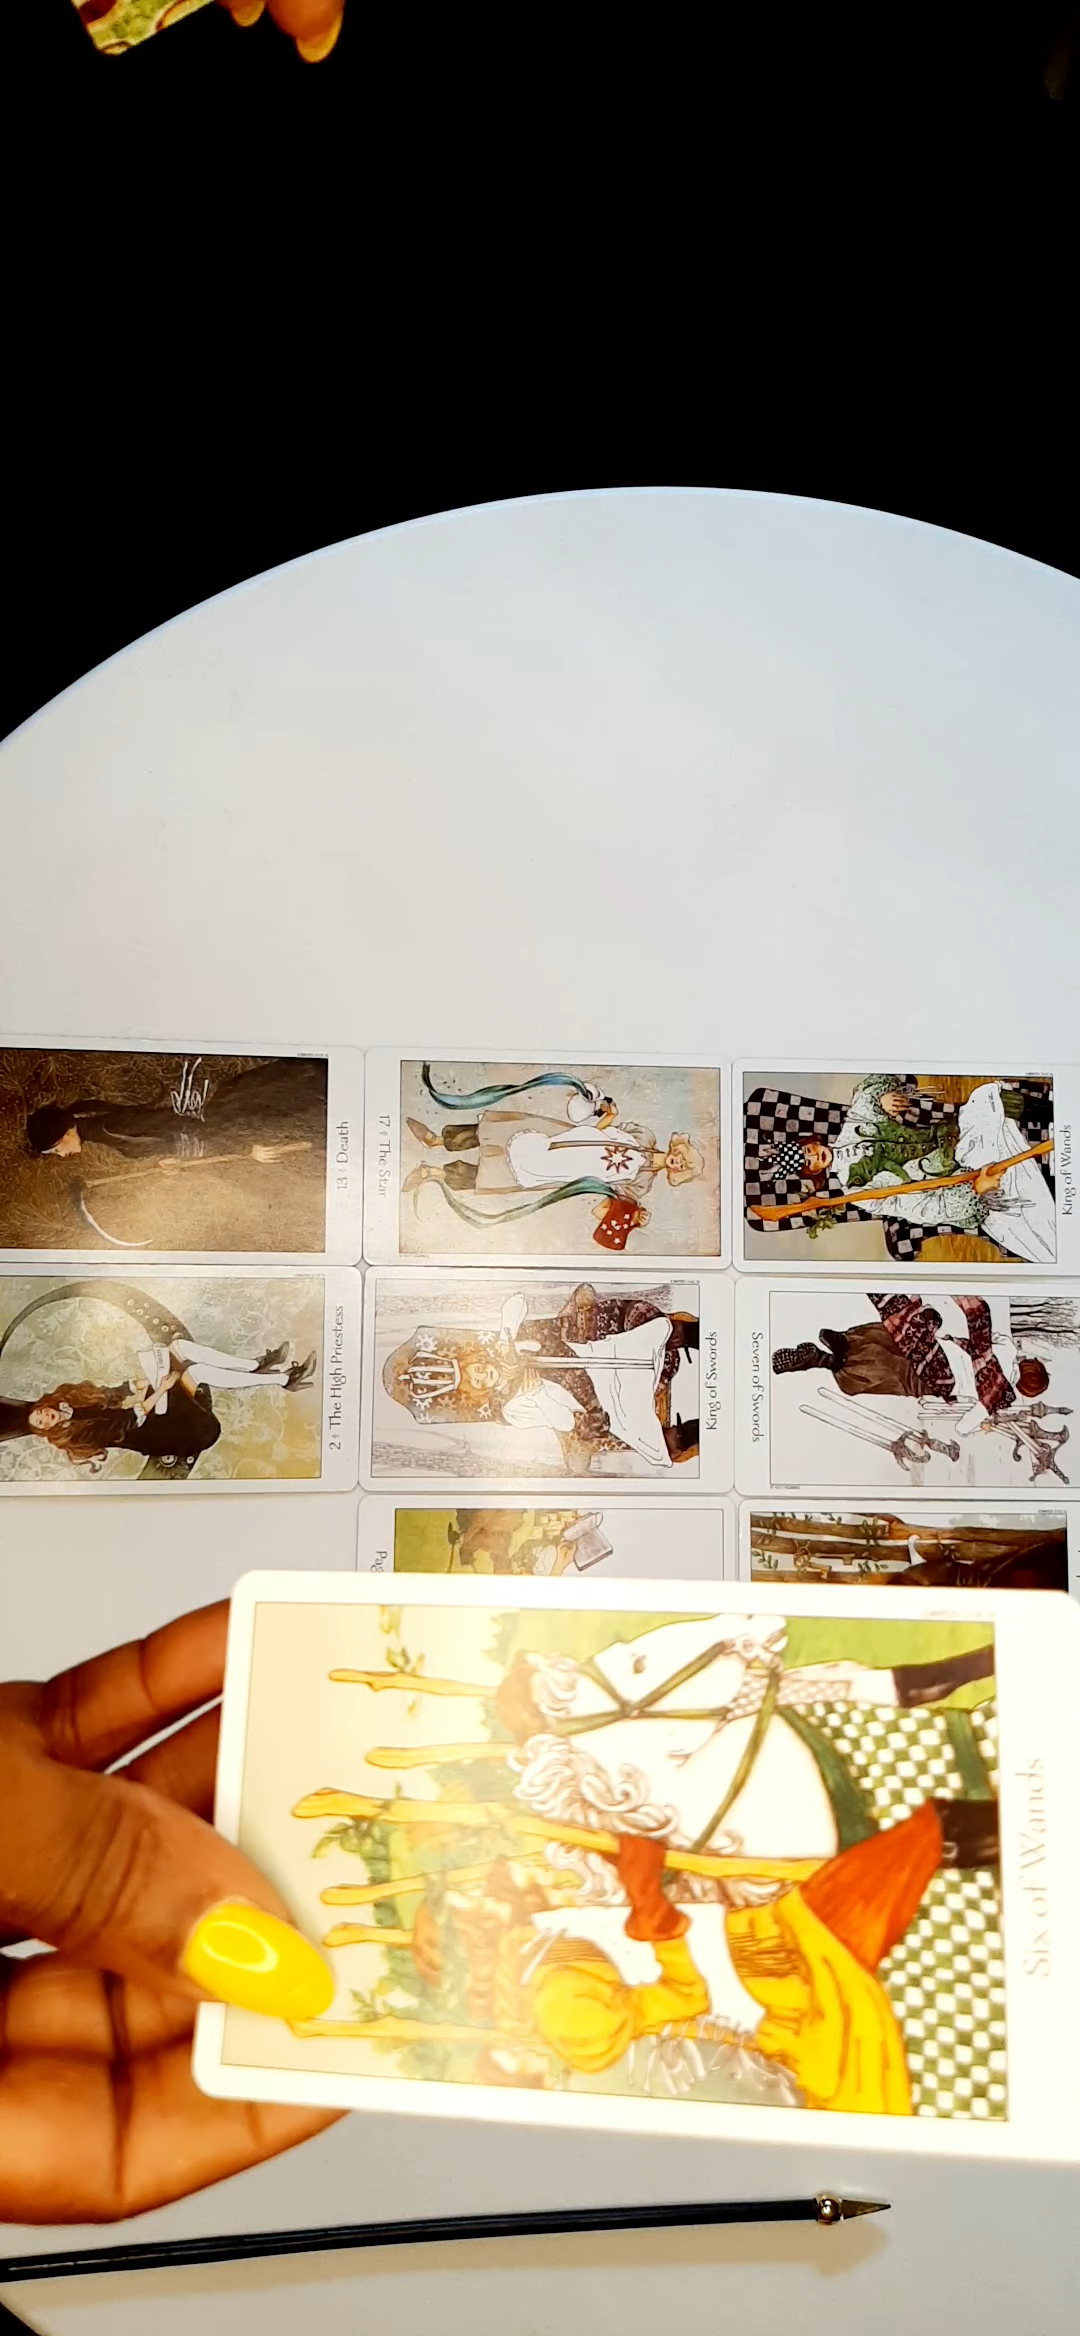 13 : Death
17 : The Star
King of Wands
2 : The High Priestess
King of Swords
Seven of Swords
Six of Wands